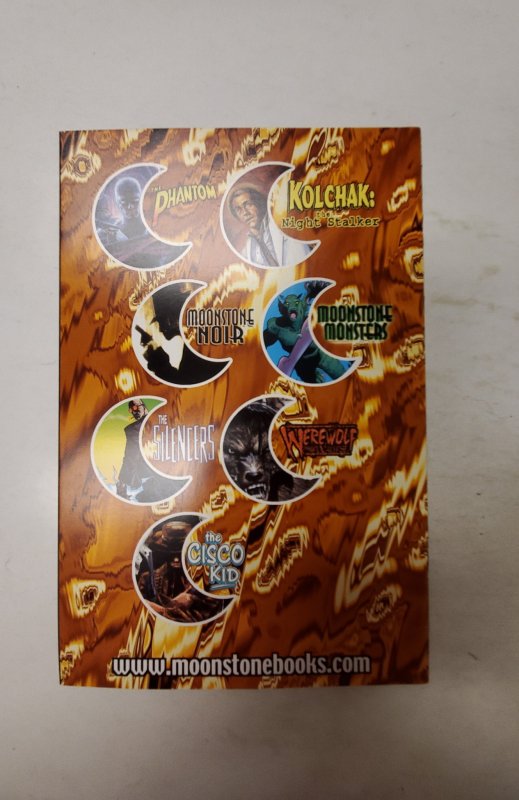 THE
PHANTOM
KOLCHAK:
the
Night Stalker
MOONSTONE
NOIR
MOONSTONE
MONSTERS
THE
SILENCERS
WEREWOLF
the
CISCO
KID
www.moonstonebooks.com